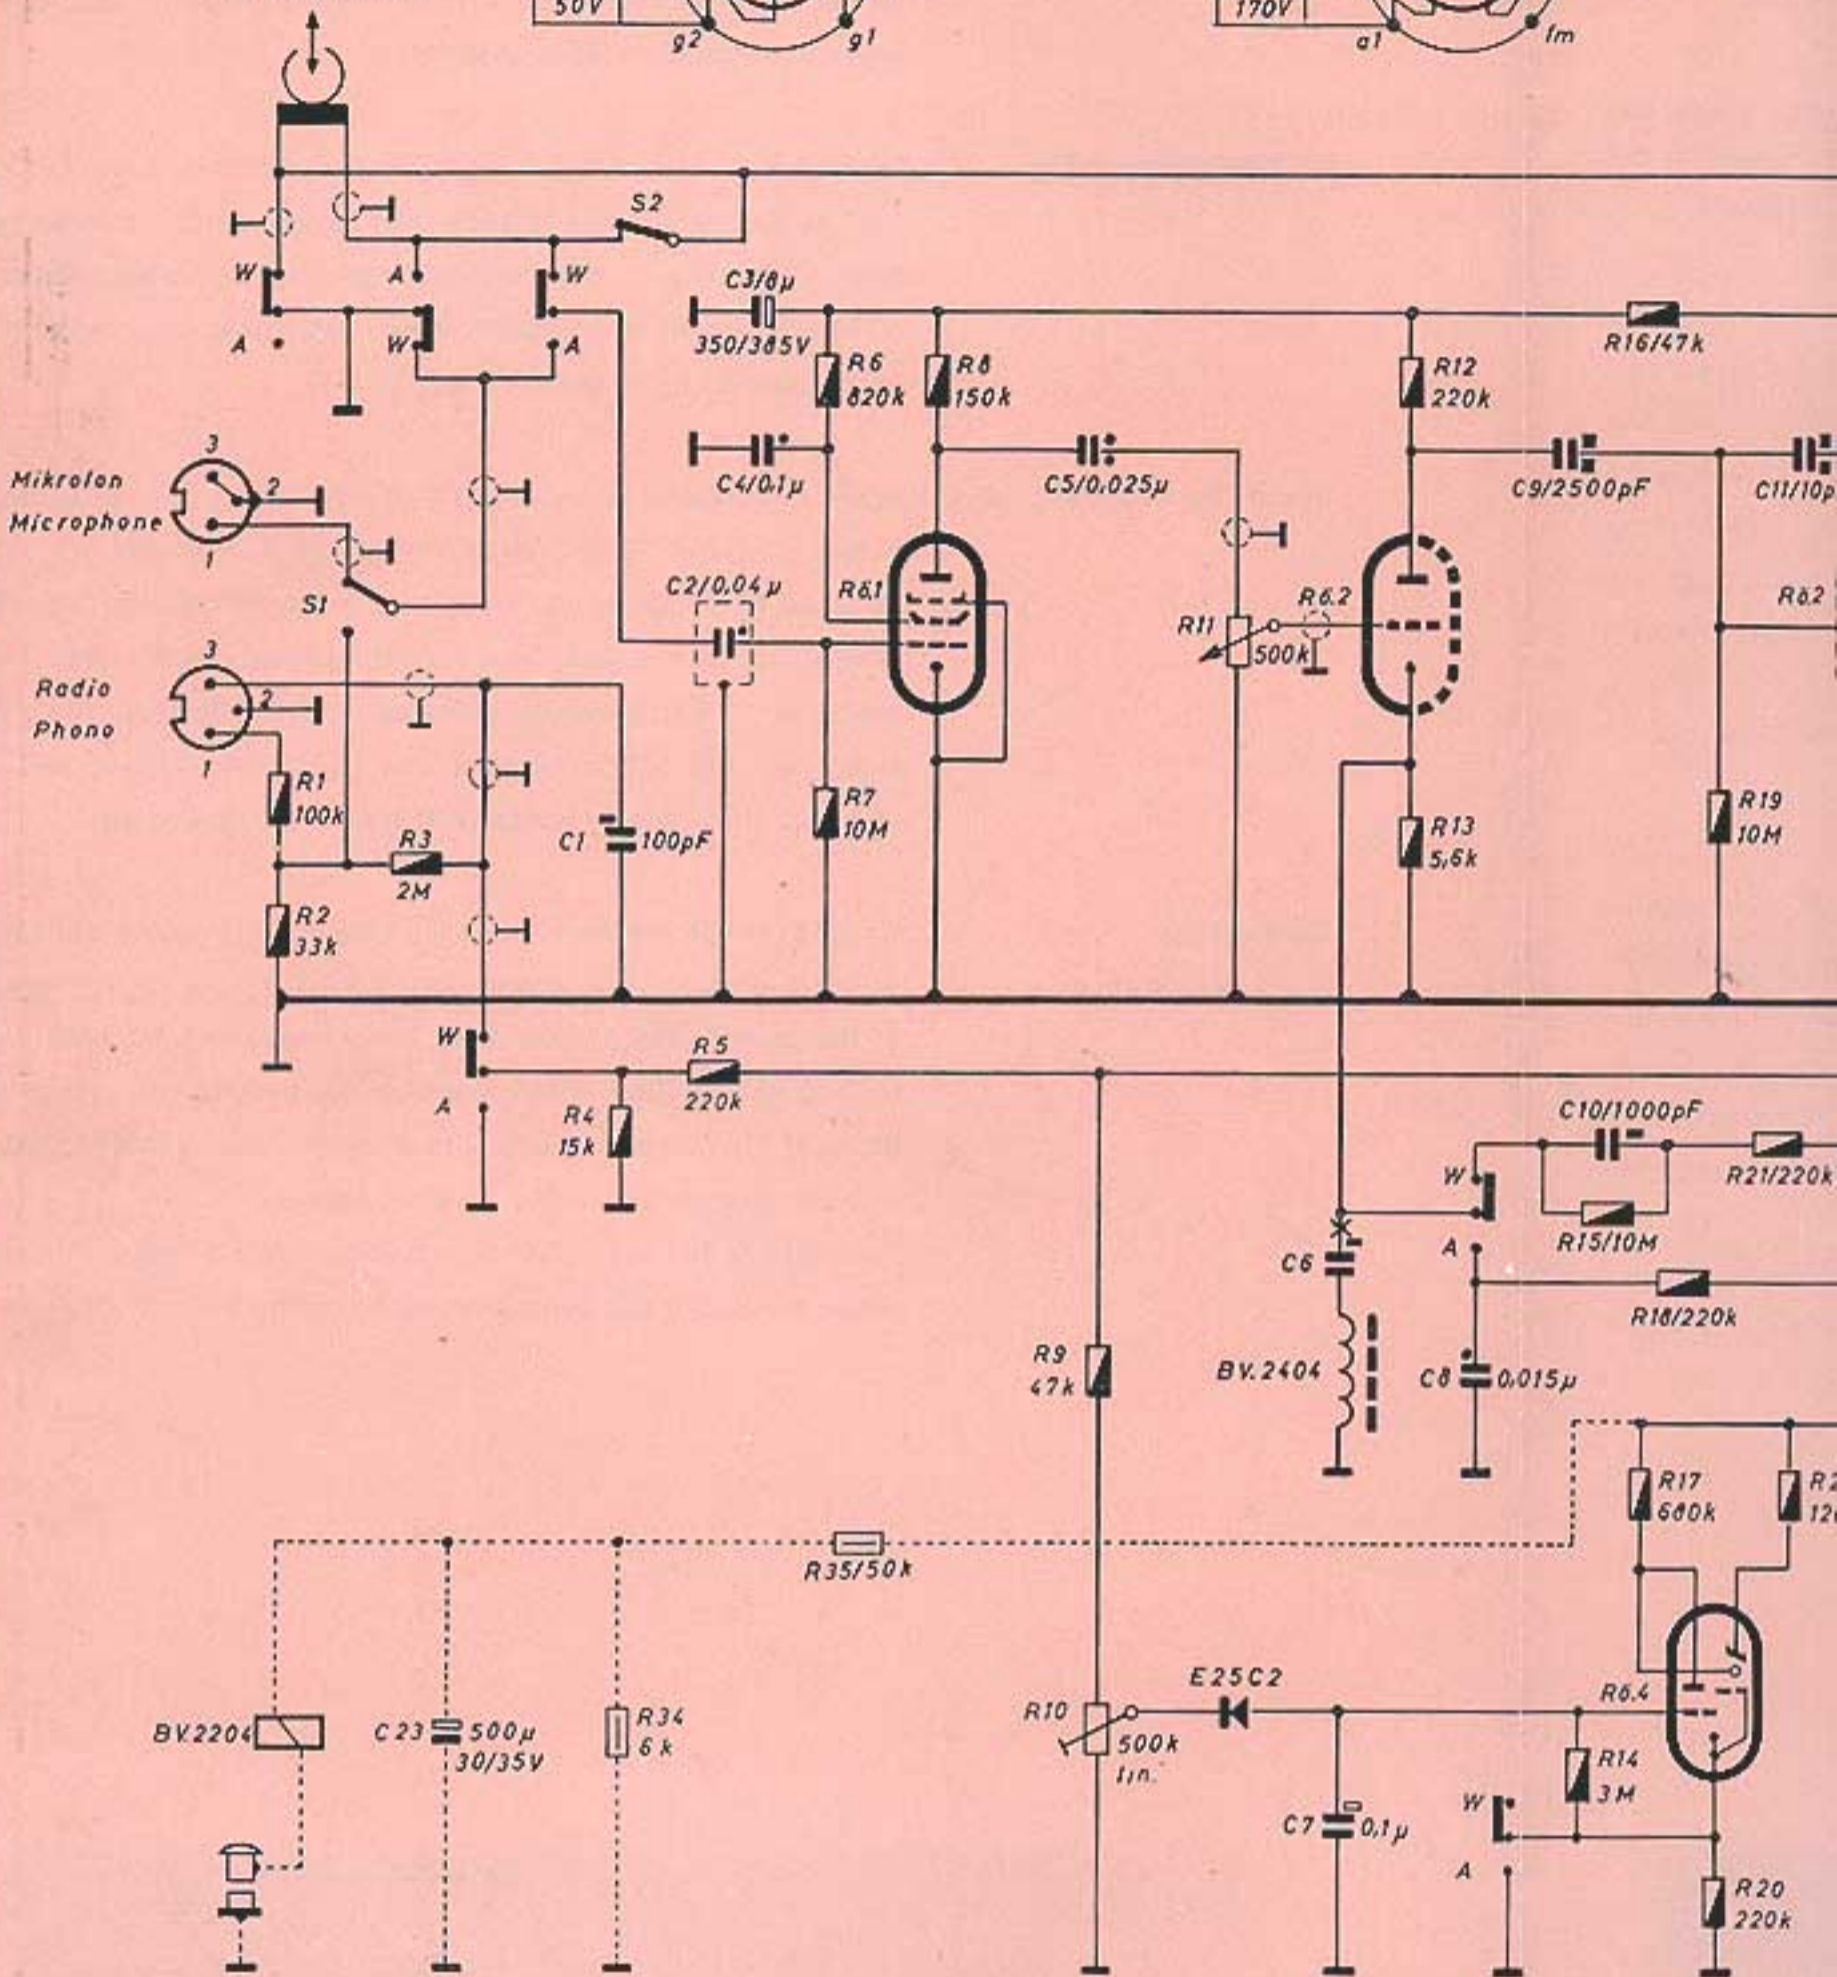 50V
g2
g1
170V
a1
fm
S2
W
A
W
A
W
A
C3/8µ
350/385V
R6
820k
R8
150k
R12
220k
R16/47k
3
2
1
Mikrofon
Microphone
C4/0,1µ
C5/0,025µ
C9/2500pF
C11/10p
S1
C2/0,04µ
Rö.1
R11
500k
Rö.2
Rö.2
3
2
1
Radio
Phono
R1
100k
R3
2M
C1
100pF
R7
10M
R13
5,6k
R19
10M
R2
33k
W
A
R5
220k
R4
15k
C10/1000pF
R21/220k
W
A
R15/10M
C6
R18/220k
R9
47k
BV.2404
C8
0,015µ
R17
680k
R35/50k
E25C2
Rö.4
BV.2204
C23
500µ
30/35V
R34
6k
R10
500k
lin.
R14
3M
C7
0,1µ
W
A
R20
220k